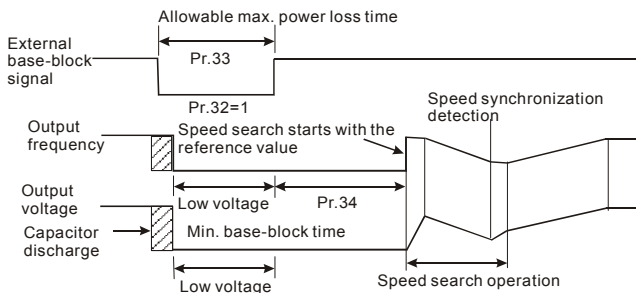 Allowable max. power loss time
External
base-block
signal
Pr.33
Pr.32=1
Speed synchronization
detection
Output
frequency
Speed search starts with the
reference value
Output
voltage
Low voltage
Pr.34
Capacitor
discharge
Min. base-block time
Low voltage
Speed search operation